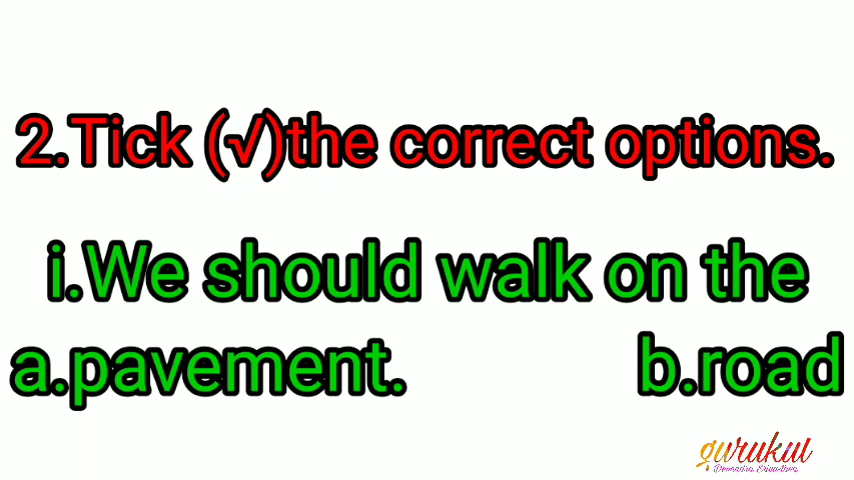 2.Tick (√)the correct options.
i.We should walk on the
a.pavement. b.road
gurukul